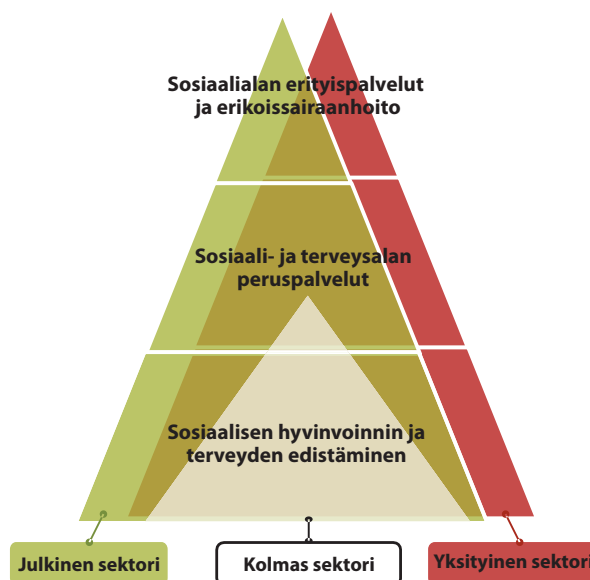 Sosiaalialan erityispalvelut
ja erikoissairaanhoito
Sosiaali- ja terveysalan
peruspalvelut
Sosiaalisen hyvinvoinnin ja
terveyden edistäminen
Julkinen sektori
Kolmas sektori
Yksityinen sektori